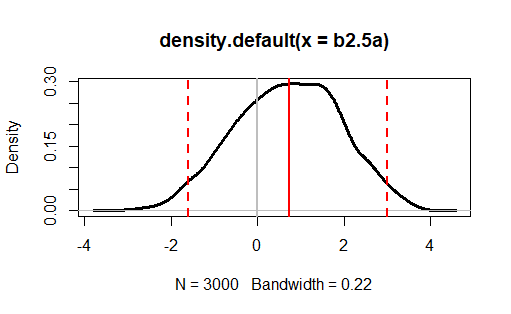 density.default(x = b2.5a)
Density
0.30
0.15
0.00
-4 -2 0 2 4
N = 3000 Bandwidth = 0.22